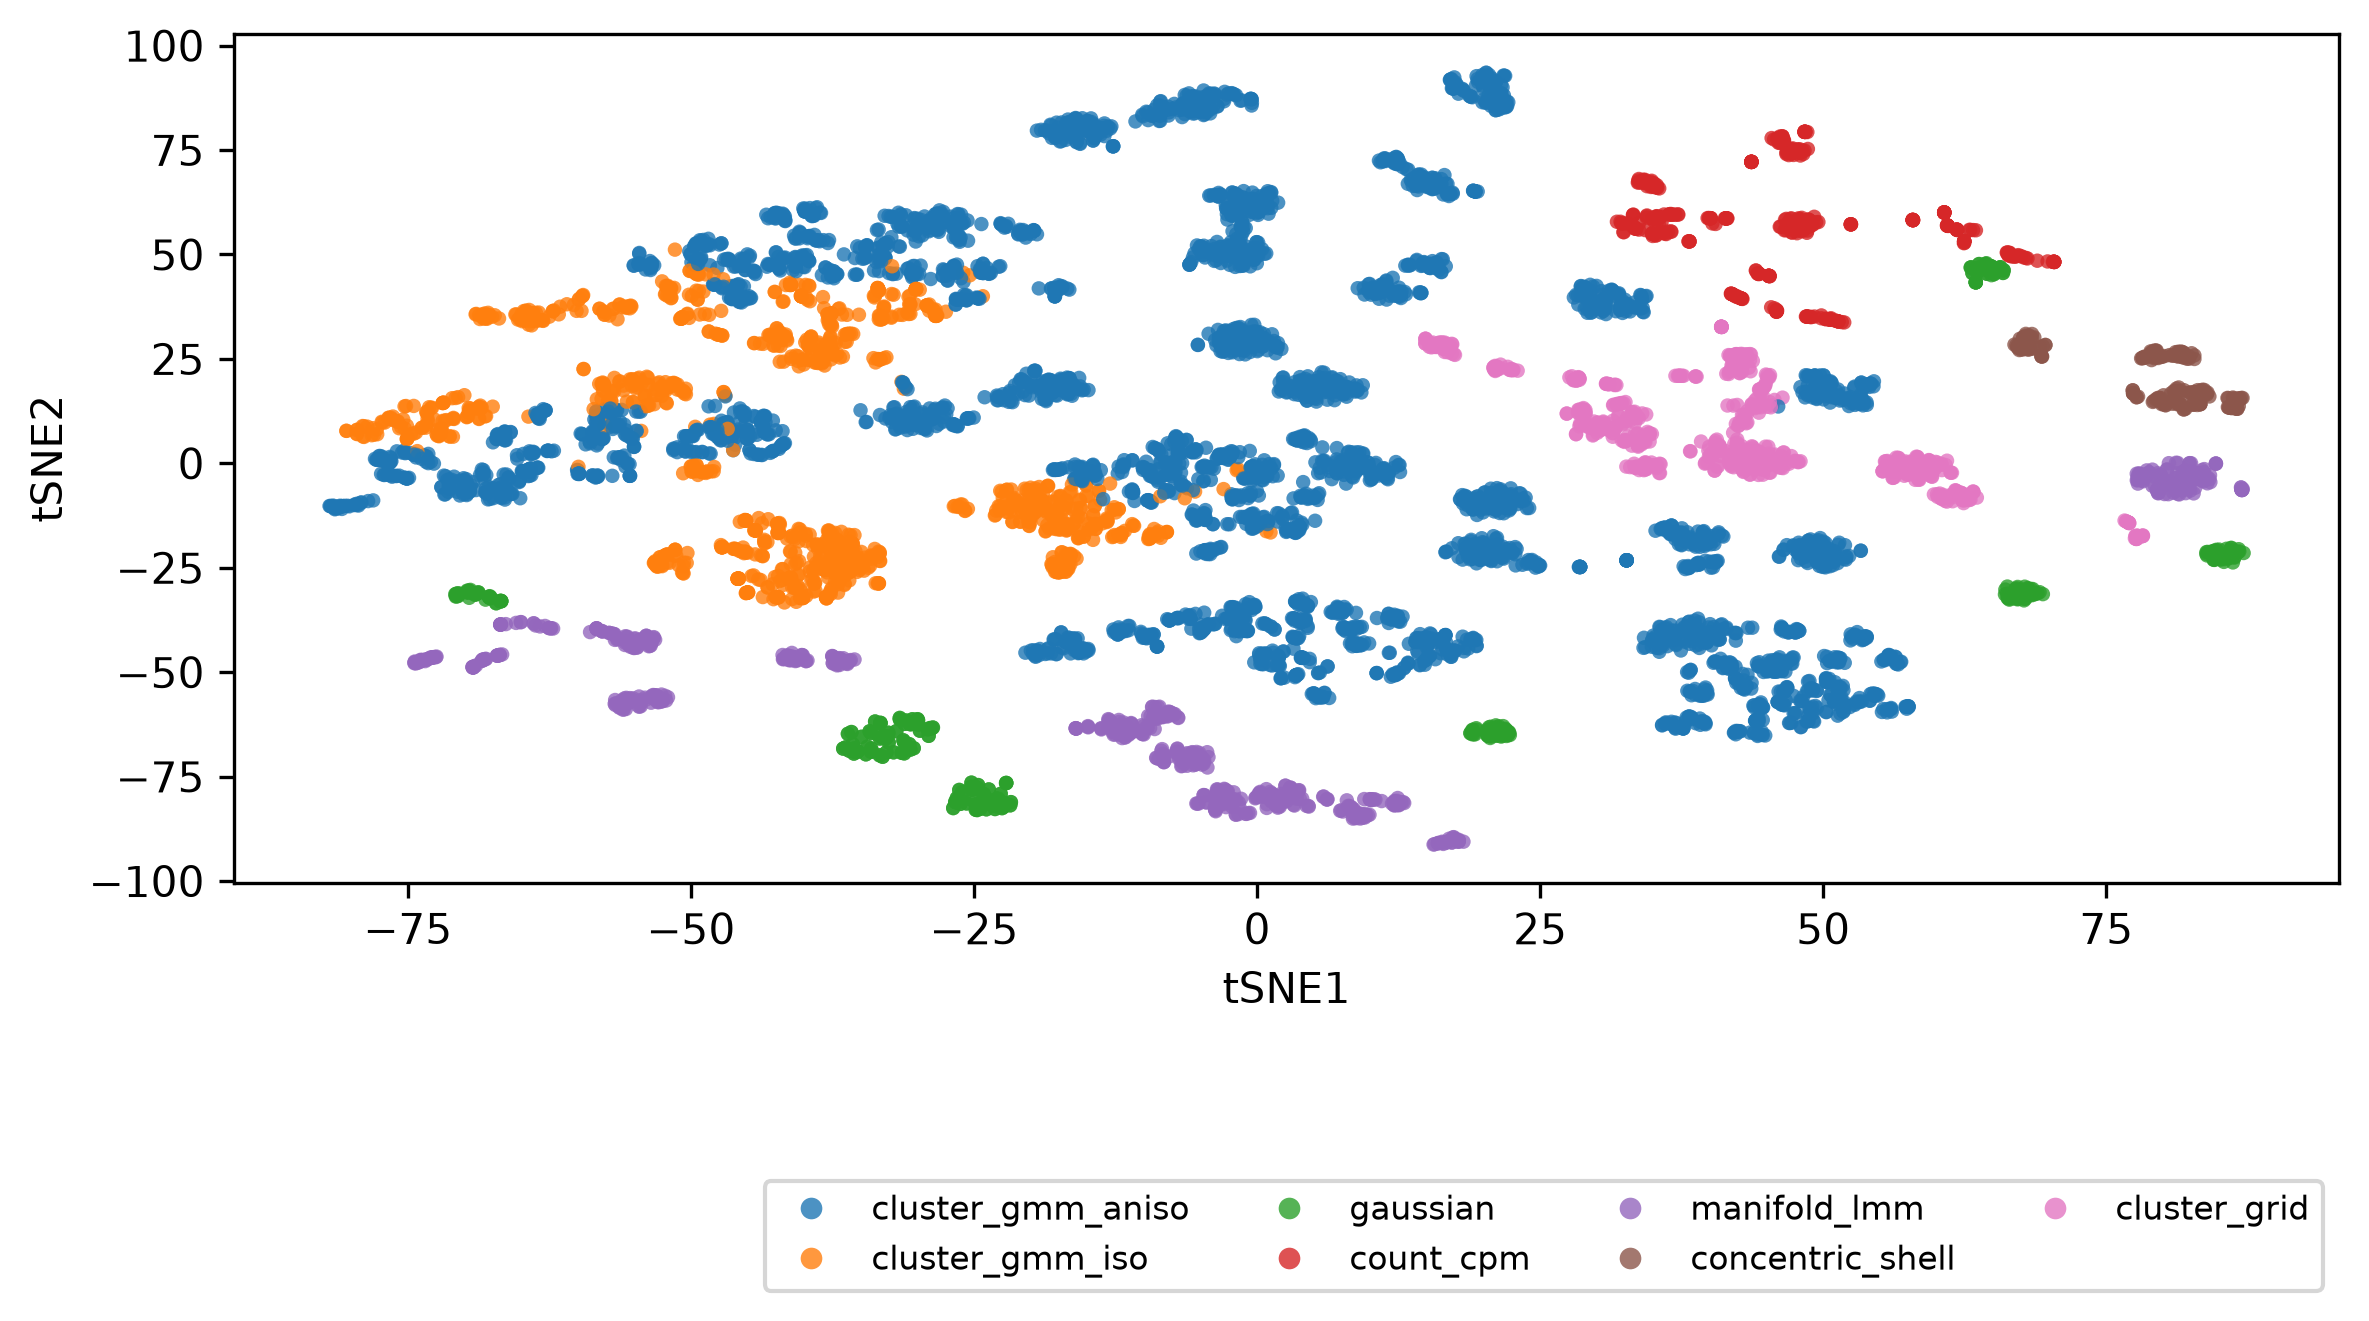 100
75
50
25
0
−25
−50
−75
−100
tSNE2
−75 −50 −25 0 25 50 75
tSNE1
cluster_gmm_aniso gaussian manifold_lmm cluster_grid
cluster_gmm_iso count_cpm concentric_shell